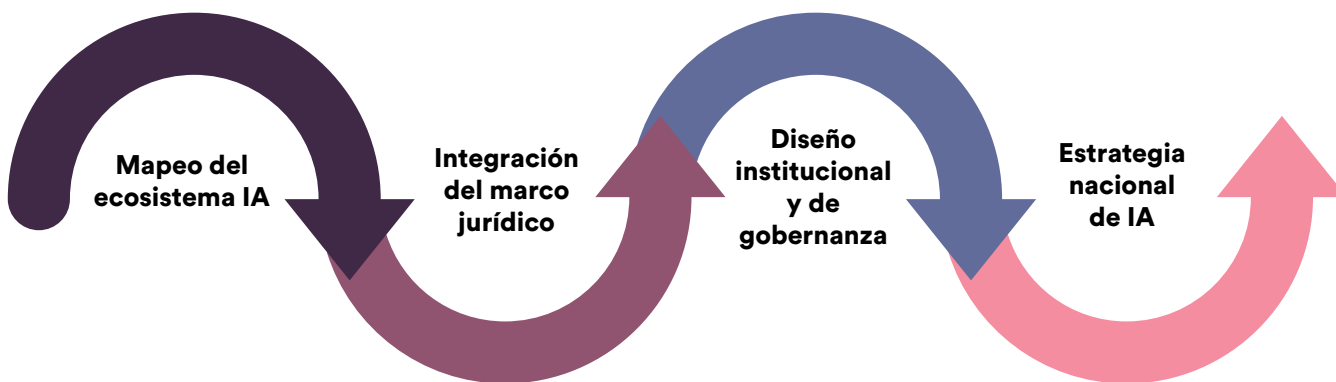 Mapeo del
ecosistema IA
Integración
del marco
jurídico
Diseño
institucional
y de
gobernanza
Estrategia
nacional
de IA